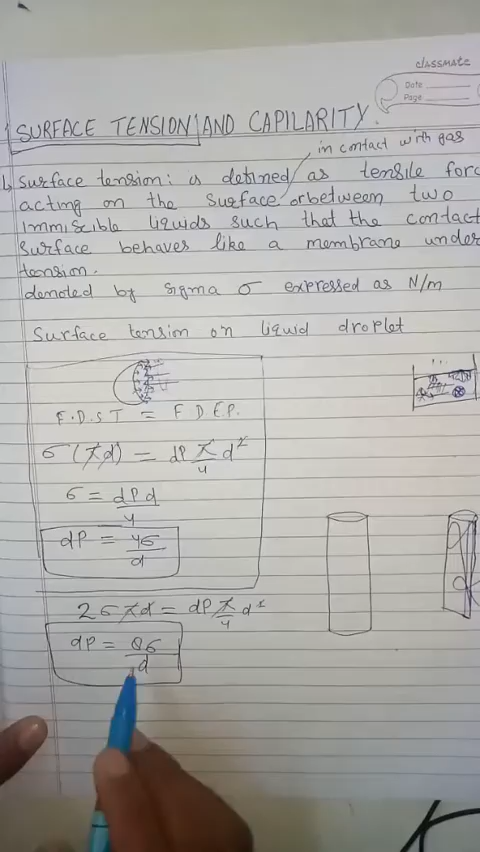 classmate
Date
Page
SURFACE TENSION AND CAPILARITY.
in contact with gas
1. Surface tension: is defined as tensile forc
acting on the surface or between two
immiscible liquids such that the contact
surface behaves like a membrane under
tension.
denoted by sigma σ expressed as N/m
Surface tension on liquid droplet
F.D.S.T = F D E P.
σ(πd) = dP π/4 d²
σ = dPd/4
dP = 4σ/d
2σπd = dP π/4 d²
dP = 8σ/d